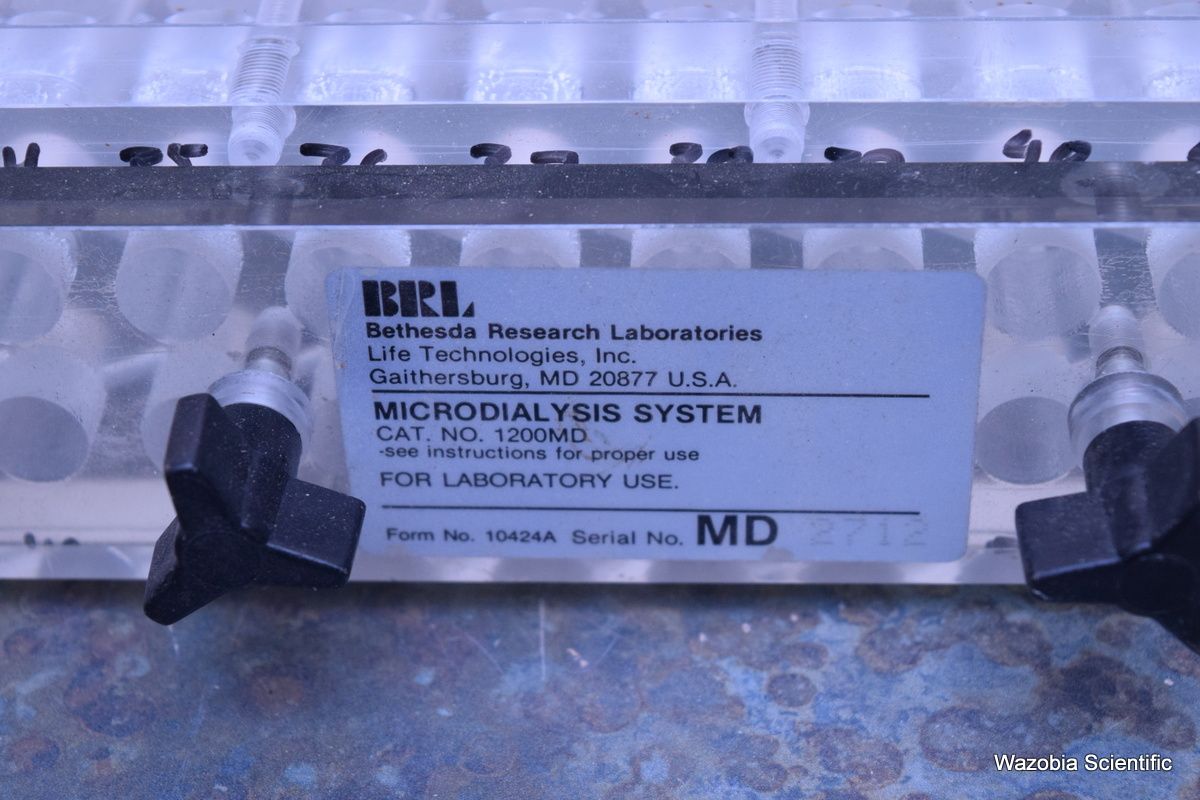 BRL
Bethesda Research Laboratories
Life Technologies, Inc.
Gaithersburg, MD 20877 U.S.A.
MICRODIALYSIS SYSTEM
CAT. NO. 1200MD
-see instructions for proper use
FOR LABORATORY USE.
Form No. 10424A Serial No. MD 2712
Wazobia Scientific